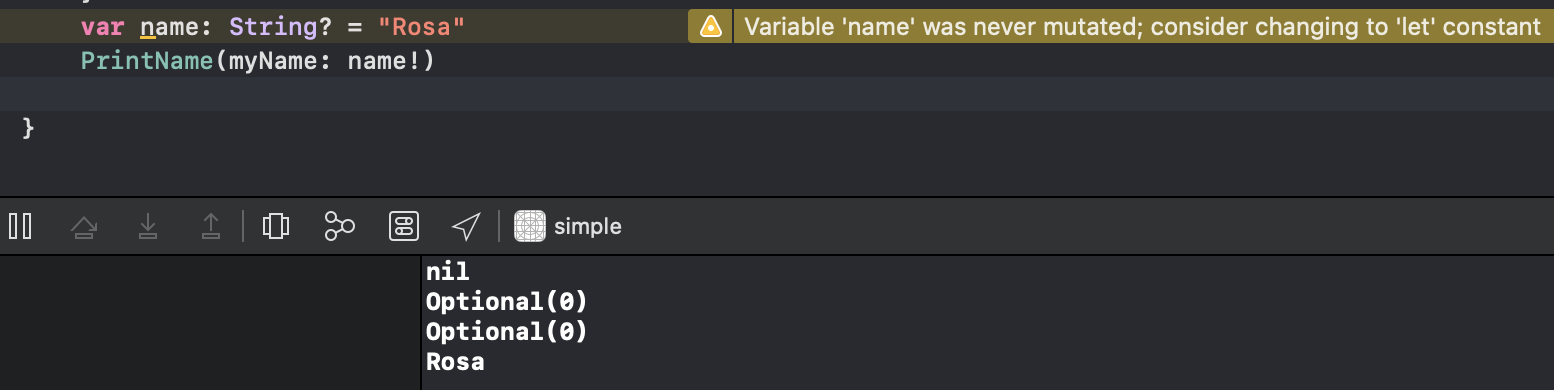 var name: String? = "Rosa"
Variable 'name' was never mutated; consider changing to 'let' constant
PrintName(myName: name!)
}
simple
nil
Optional(0)
Optional(0)
Rosa